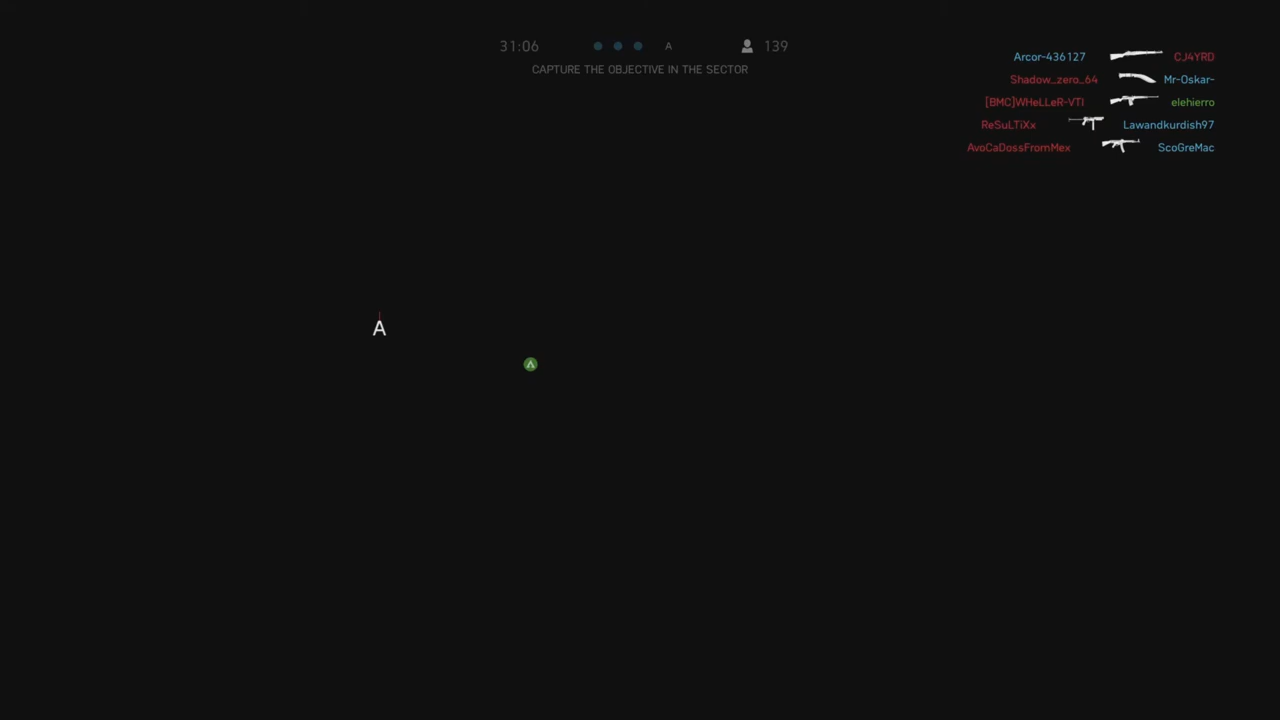 31:06 A 139
CAPTURE THE OBJECTIVE IN THE SECTOR
Arcor-436127 CJ4YRD
Shadow_zero_64 Mr-Oskar-
[BMC]WHeLLeR-VTI elehierro
ReSuLTiXx Lawandkurdish97
AvoCaDossFromMex ScoGreMac
A